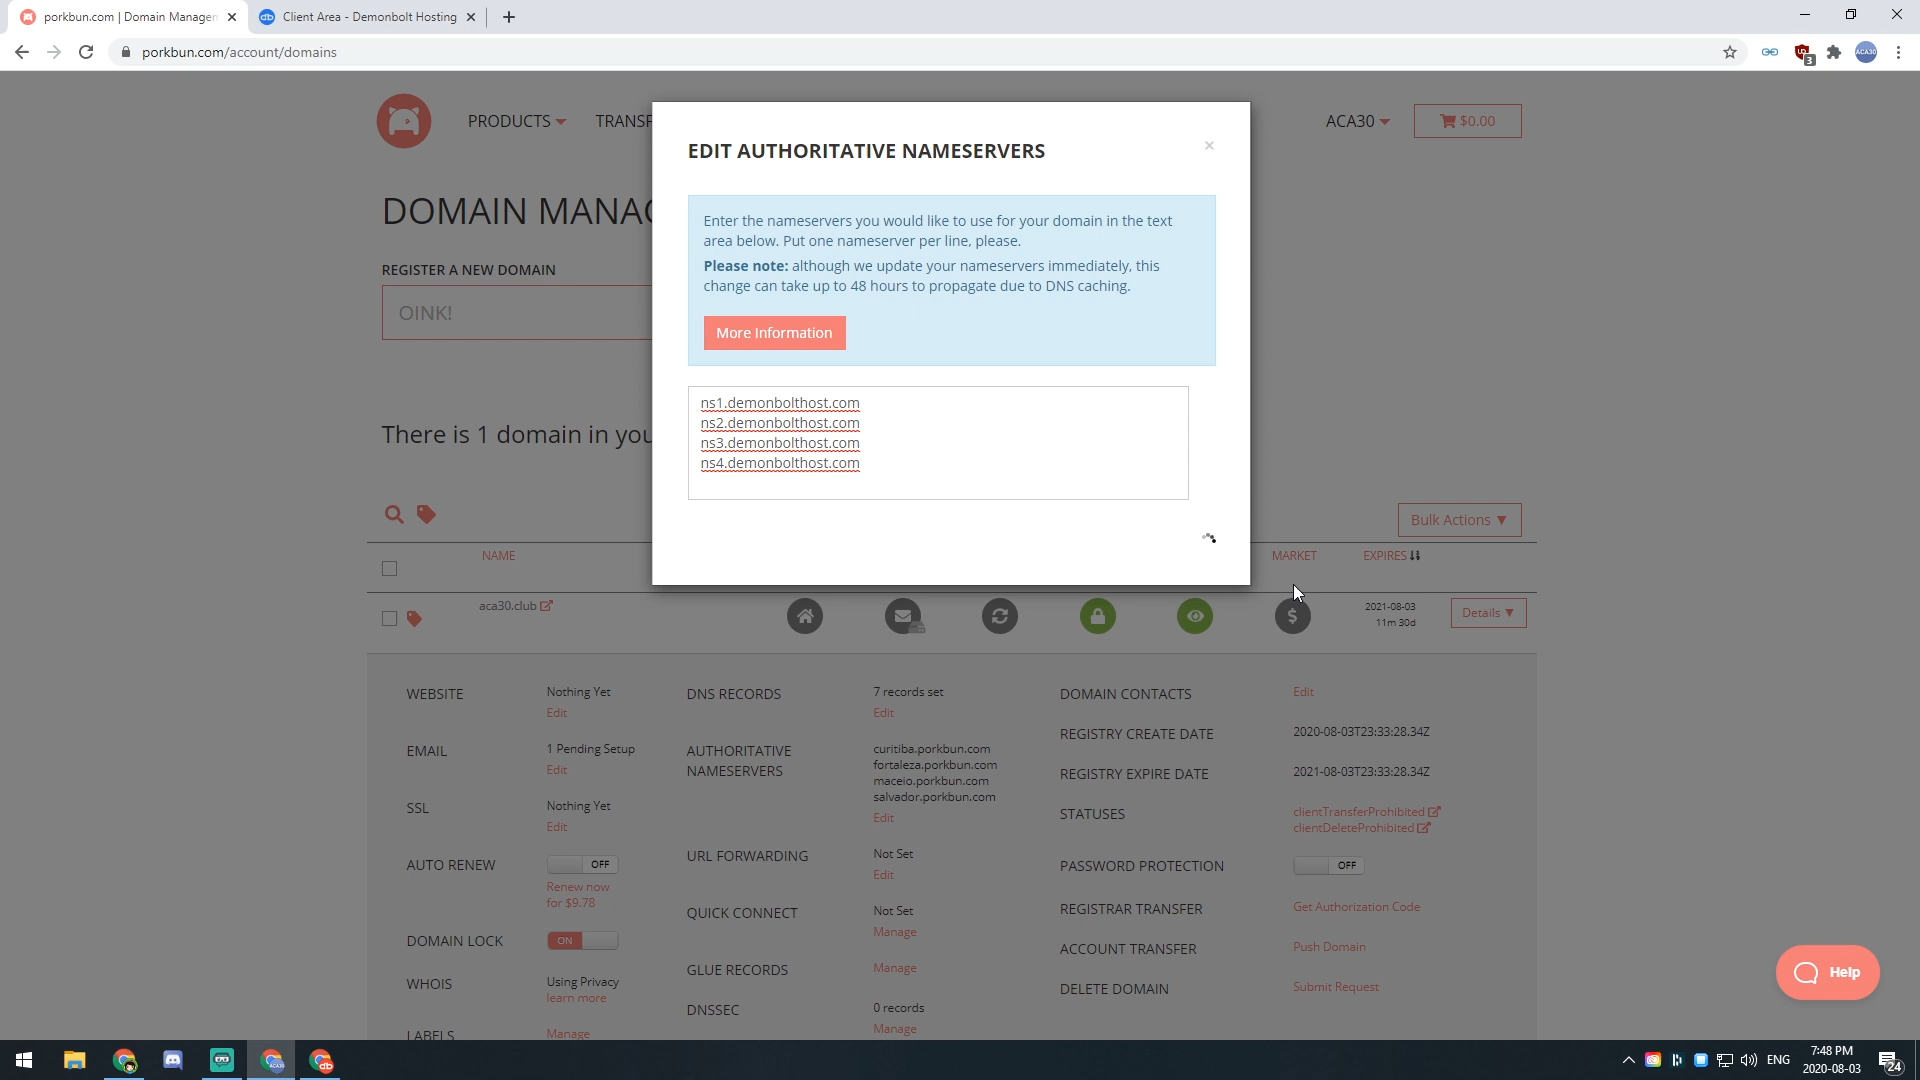 porkbun.com | Domain Managem
Client Area - Demonbolt Hosting
porkbun.com/account/domains
3
ACA30
PRODUCTS
TRANSF
ACA30
$0.00
DOMAIN MANAG
REGISTER A NEW DOMAIN
OINK!
EDIT AUTHORITATIVE NAMESERVERS
×
Enter the nameservers you would like to use for your domain in the text
area below. Put one nameserver per line, please.
Please note: although we update your nameservers immediately, this
change can take up to 48 hours to propagate due to DNS caching.
More Information
ns1.demonbolthost.com
ns2.demonbolthost.com
ns3.demonbolthost.com
ns4.demonbolthost.com
There is 1 domain in you
Bulk Actions ▼
NAME
MARKET
EXPIRES
aca30.club
$
2021-08-03
11m 30d
Details ▼
WEBSITE
Nothing Yet
Edit
EMAIL
1 Pending Setup
Edit
SSL
Nothing Yet
Edit
AUTO RENEW
OFF
Renew now
for $9.78
DOMAIN LOCK
ON
WHOIS
Using Privacy
learn more
LABELS
Manage
DNS RECORDS
7 records set
Edit
AUTHORITATIVE
NAMESERVERS
curitiba.porkbun.com
fortaleza.porkbun.com
maceio.porkbun.com
salvador.porkbun.com
Edit
URL FORWARDING
Not Set
Edit
QUICK CONNECT
Not Set
Manage
GLUE RECORDS
Manage
DNSSEC
0 records
Manage
DOMAIN CONTACTS
Edit
REGISTRY CREATE DATE
2020-08-03T23:33:28.34Z
REGISTRY EXPIRE DATE
2021-08-03T23:33:28.34Z
STATUSES
clientTransferProhibited
clientDeleteProhibited
PASSWORD PROTECTION
OFF
REGISTRAR TRANSFER
Get Authorization Code
ACCOUNT TRANSFER
Push Domain
DELETE DOMAIN
Submit Request
Help
ENG
7:48 PM
2020-08-03
24